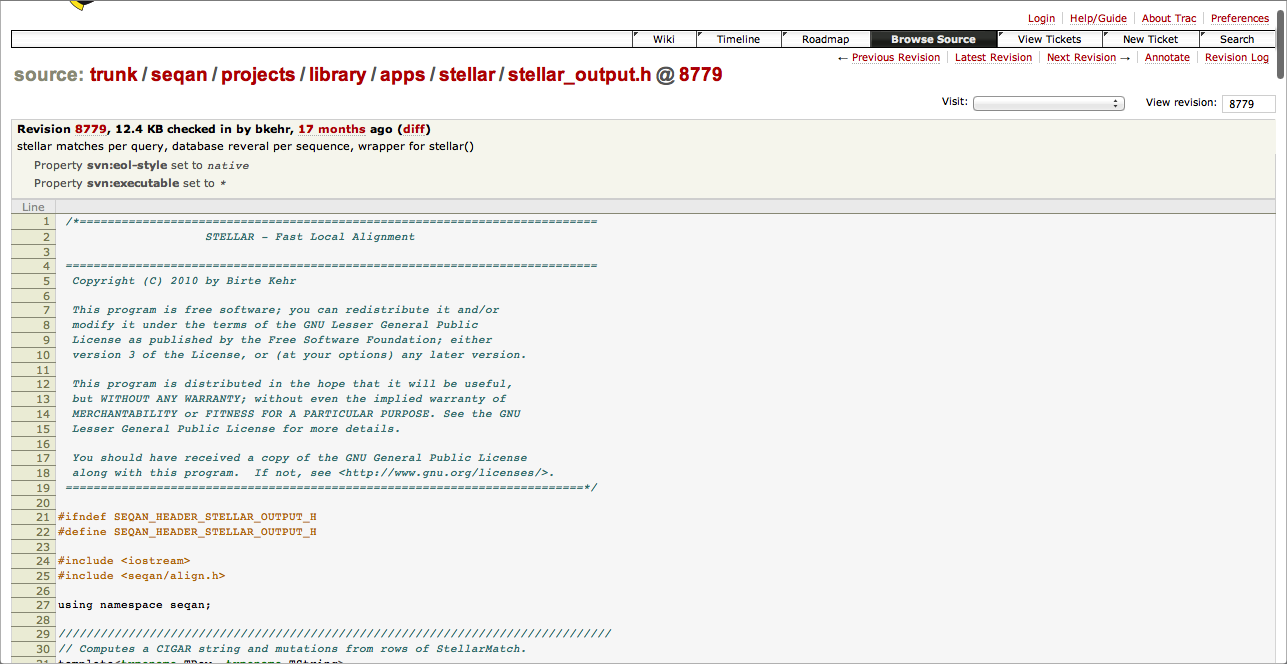 Login Help/Guide About Trac Preferences
Wiki Timeline Roadmap Browse Source View Tickets New Ticket Search
← Previous Revision Latest Revision Next Revision → Annotate Revision Log
source: trunk / seqan / projects / library / apps / stellar / stellar_output.h @ 8779
Visit: View revision: 8779
Revision 8779, 12.4 KB checked in by bkehr, 17 months ago (diff)
stellar matches per query, database reveral per sequence, wrapper for stellar()
Property svn:eol-style set to native
Property svn:executable set to *
Line
1 /*==========================================================================
2 STELLAR - Fast Local Alignment
3
4 ============================================================================
5 Copyright (C) 2010 by Birte Kehr
6
7 This program is free software; you can redistribute it and/or
8 modify it under the terms of the GNU Lesser General Public
9 License as published by the Free Software Foundation; either
10 version 3 of the License, or (at your options) any later version.
11
12 This program is distributed in the hope that it will be useful,
13 but WITHOUT ANY WARRANTY; without even the implied warranty of
14 MERCHANTABILITY or FITNESS FOR A PARTICULAR PURPOSE. See the GNU
15 Lesser General Public License for more details.
16
17 You should have received a copy of the GNU General Public License
18 along with this program. If not, see <http://www.gnu.org/licenses/>.
19 ==========================================================================*/
20
21 #ifndef SEQAN_HEADER_STELLAR_OUTPUT_H
22 #define SEQAN_HEADER_STELLAR_OUTPUT_H
23
24 #include <iostream>
25 #include <seqan/align.h>
26
27 using namespace seqan;
28
29 ///////////////////////////////////////////////////////////////////////////////
30 // Computes a CIGAR string and mutations from rows of StellarMatch.
31 template<typename TRow, typename TString>